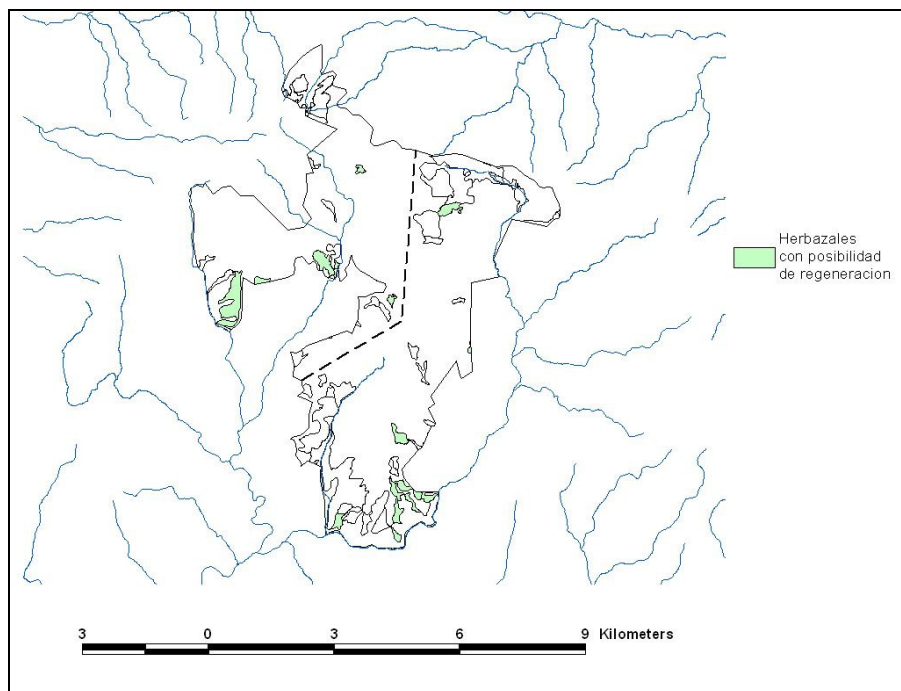 Herbazales
con posibilidad
de regeneracion
3 0 3 6 9 Kilometers